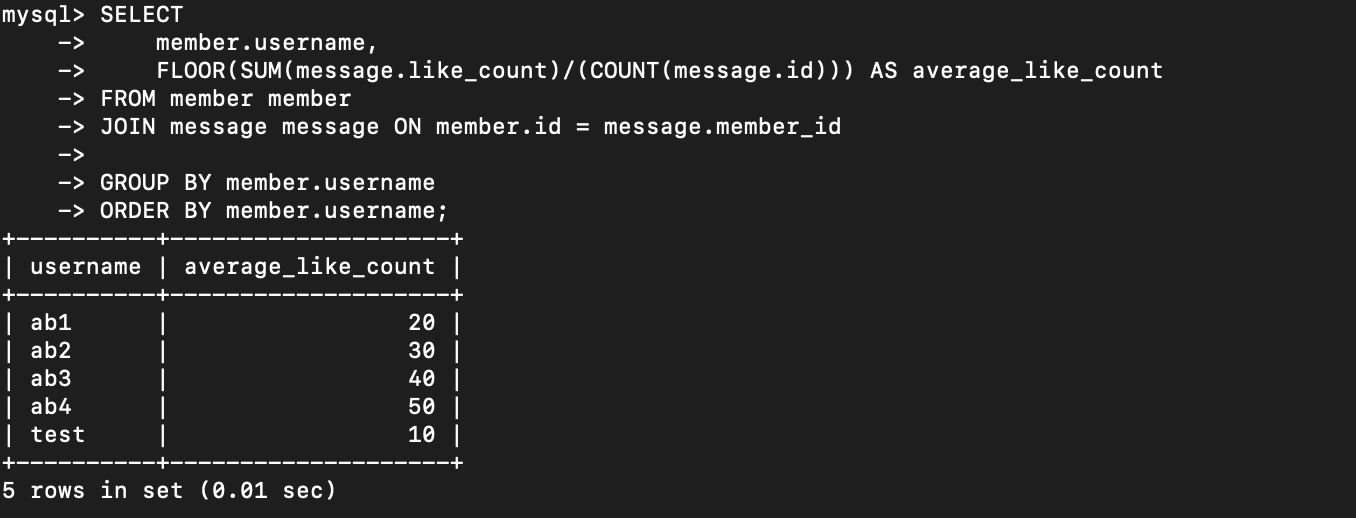 mysql> SELECT
    ->     member.username,
    ->     FLOOR(SUM(message.like_count)/(COUNT(message.id))) AS average_like_count
    -> FROM member member
    -> JOIN message message ON member.id = message.member_id
    ->
    -> GROUP BY member.username
    -> ORDER BY member.username;
+----------+--------------------+
| username | average_like_count |
+----------+--------------------+
| ab1      |                 20 |
| ab2      |                 30 |
| ab3      |                 40 |
| ab4      |                 50 |
| test     |                 10 |
+----------+--------------------+
5 rows in set (0.01 sec)